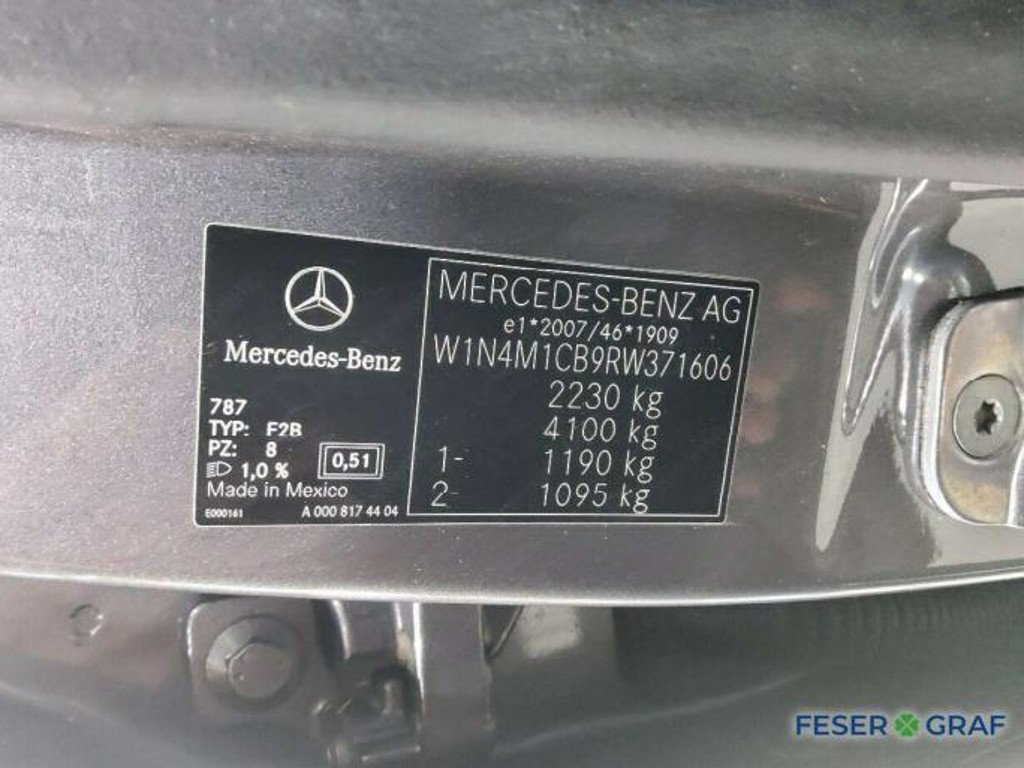 Mercedes-Benz
787
TYP: F2B
PZ: 8
1,0 %
0,51
Made in Mexico
E000161
A 000 817 44 04
MERCEDES-BENZ AG
e1*2007/46*1909
W1N4M1CB9RW371606
2230 kg
4100 kg
1- 1190 kg
2- 1095 kg
FESER GRAF